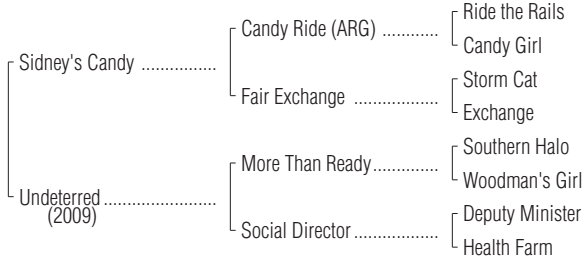 Ride the Rails
Candy Ride (ARG) ............
Candy Girl
Sidney's Candy ................
Storm Cat
Fair Exchange ..................
Exchange
Southern Halo
More Than Ready..............
Woodman's Girl
Undeterred ........................
(2009)
Deputy Minister
Social Director ..................
Health Farm